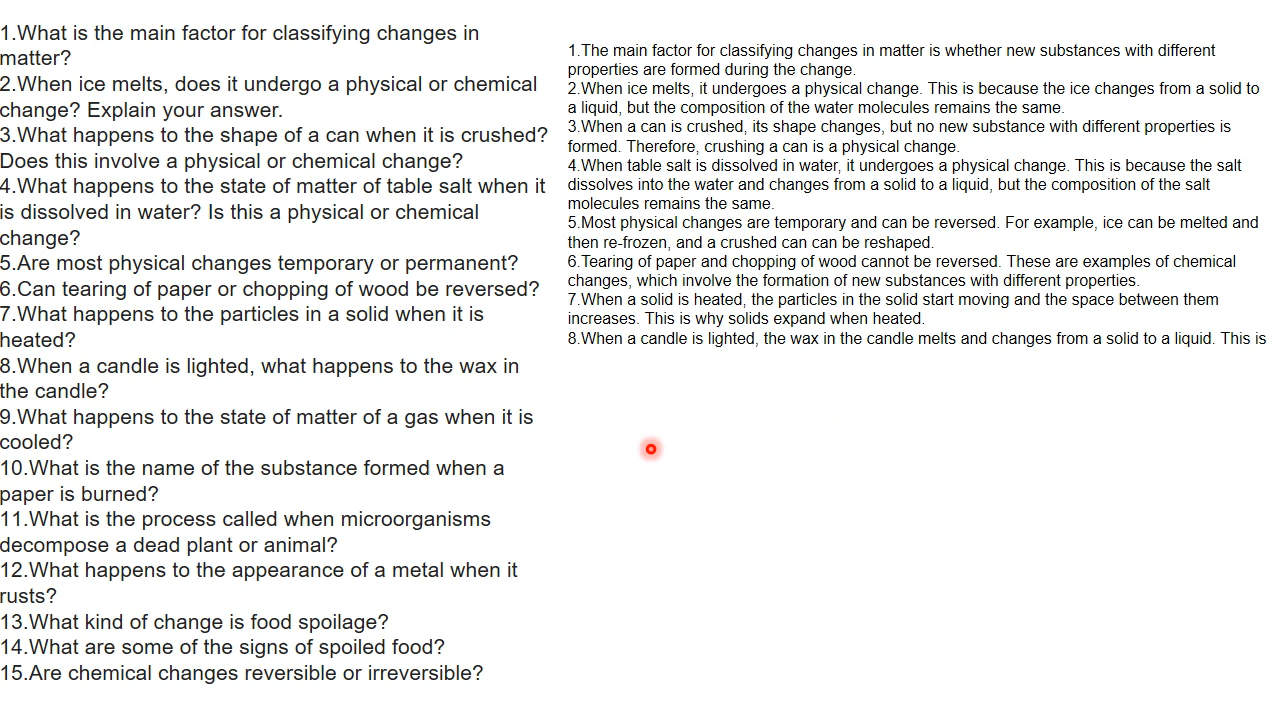 1.What is the main factor for classifying changes in
matter?
2.When ice melts, does it undergo a physical or chemical
change? Explain your answer.
3.What happens to the shape of a can when it is crushed?
Does this involve a physical or chemical change?
4.What happens to the state of matter of table salt when it
is dissolved in water? Is this a physical or chemical
change?
5.Are most physical changes temporary or permanent?
6.Can tearing of paper or chopping of wood be reversed?
7.What happens to the particles in a solid when it is
heated?
8.When a candle is lighted, what happens to the wax in
the candle?
9.What happens to the state of matter of a gas when it is
cooled?
10.What is the name of the substance formed when a
paper is burned?
11.What is the process called when microorganisms
decompose a dead plant or animal?
12.What happens to the appearance of a metal when it
rusts?
13.What kind of change is food spoilage?
14.What are some of the signs of spoiled food?
15.Are chemical changes reversible or irreversible?
1.The main factor for classifying changes in matter is whether new substances with different
properties are formed during the change.
2.When ice melts, it undergoes a physical change. This is because the ice changes from a solid to
a liquid, but the composition of the water molecules remains the same.
3.When a can is crushed, its shape changes, but no new substance with different properties is
formed. Therefore, crushing a can is a physical change.
4.When table salt is dissolved in water, it undergoes a physical change. This is because the salt
dissolves into the water and changes from a solid to a liquid, but the composition of the salt
molecules remains the same.
5.Most physical changes are temporary and can be reversed. For example, ice can be melted and
then re-frozen, and a crushed can can be reshaped.
6.Tearing of paper and chopping of wood cannot be reversed. These are examples of chemical
changes, which involve the formation of new substances with different properties.
7.When a solid is heated, the particles in the solid start moving and the space between them
increases. This is why solids expand when heated.
8.When a candle is lighted, the wax in the candle melts and changes from a solid to a liquid. This is